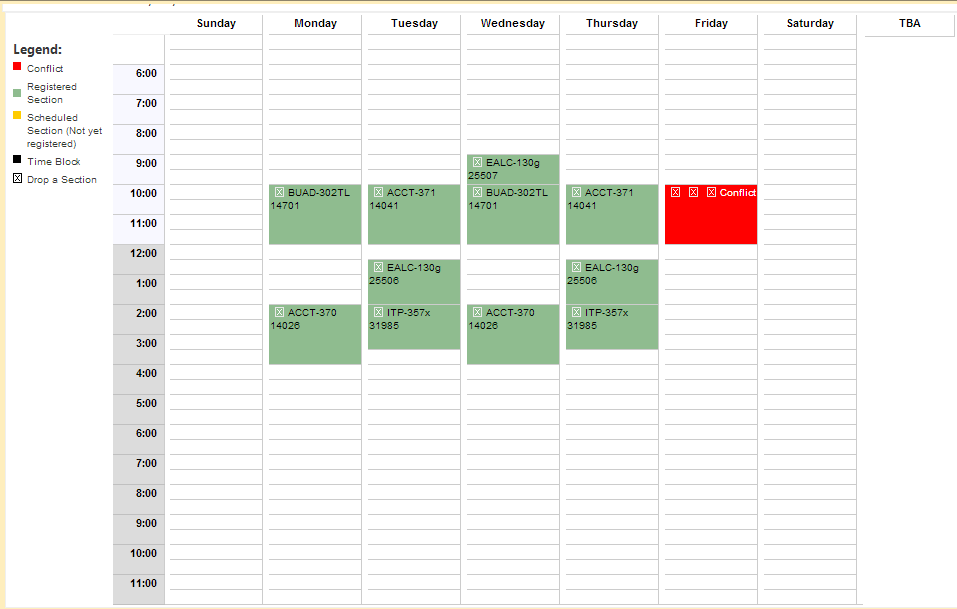 Sunday Monday Tuesday Wednesday Thursday Friday Saturday TBA
Legend:
Conflict
Registered
Section
Scheduled
Section (Not yet
registered)
Time Block
Drop a Section
6:00
7:00
8:00
9:00
10:00
11:00
12:00
1:00
2:00
3:00
4:00
5:00
6:00
7:00
8:00
9:00
10:00
11:00
BUAD-302TL
14701
ACCT-370
14026
ACCT-371
14041
EALC-130g
25506
ITP-357x
31985
EALC-130g
25507
BUAD-302TL
14701
ACCT-370
14026
ACCT-371
14041
EALC-130g
25506
ITP-357x
31985
Conflict